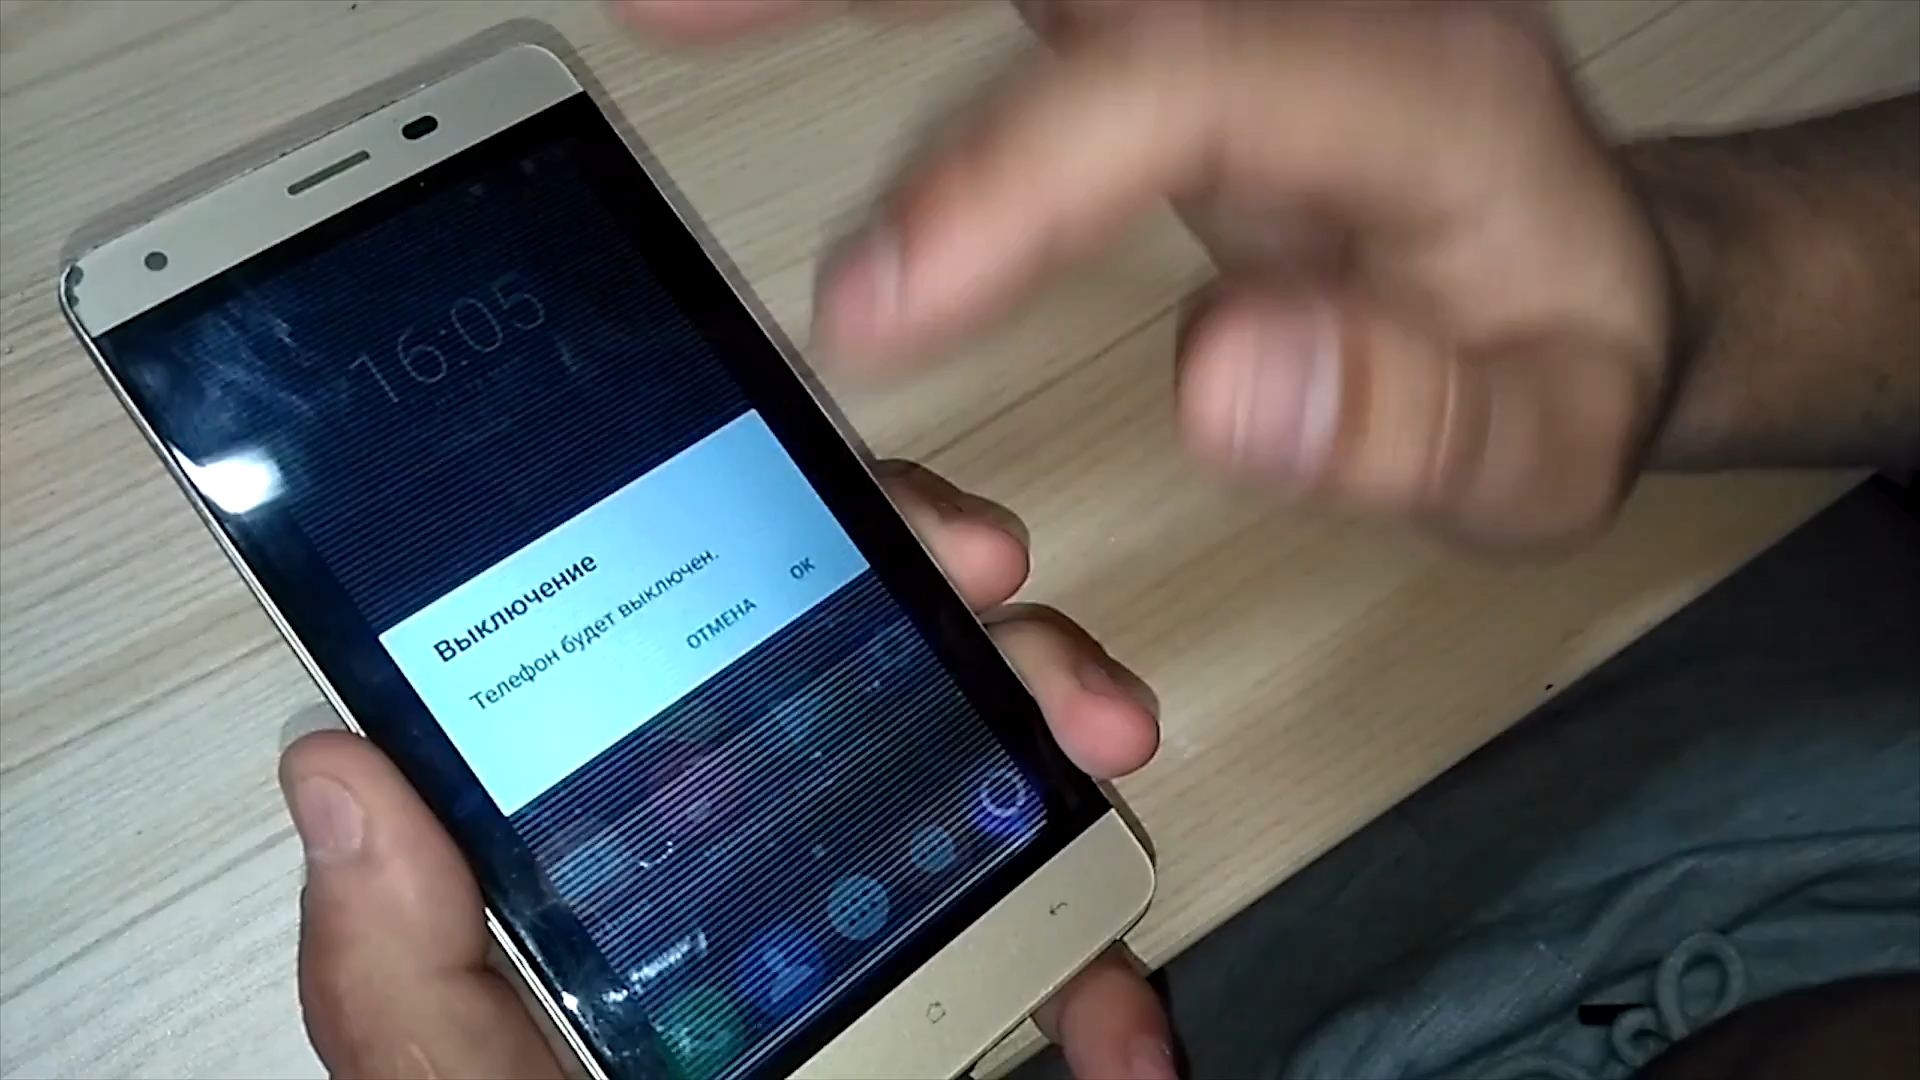 16:05
Выключение
Телефон будет выключен.
ОТМЕНА
ОК